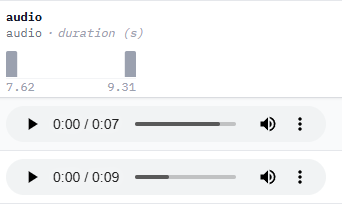 audio
audio · duration (s)
7.62 9.31
0:00 / 0:07
0:00 / 0:09